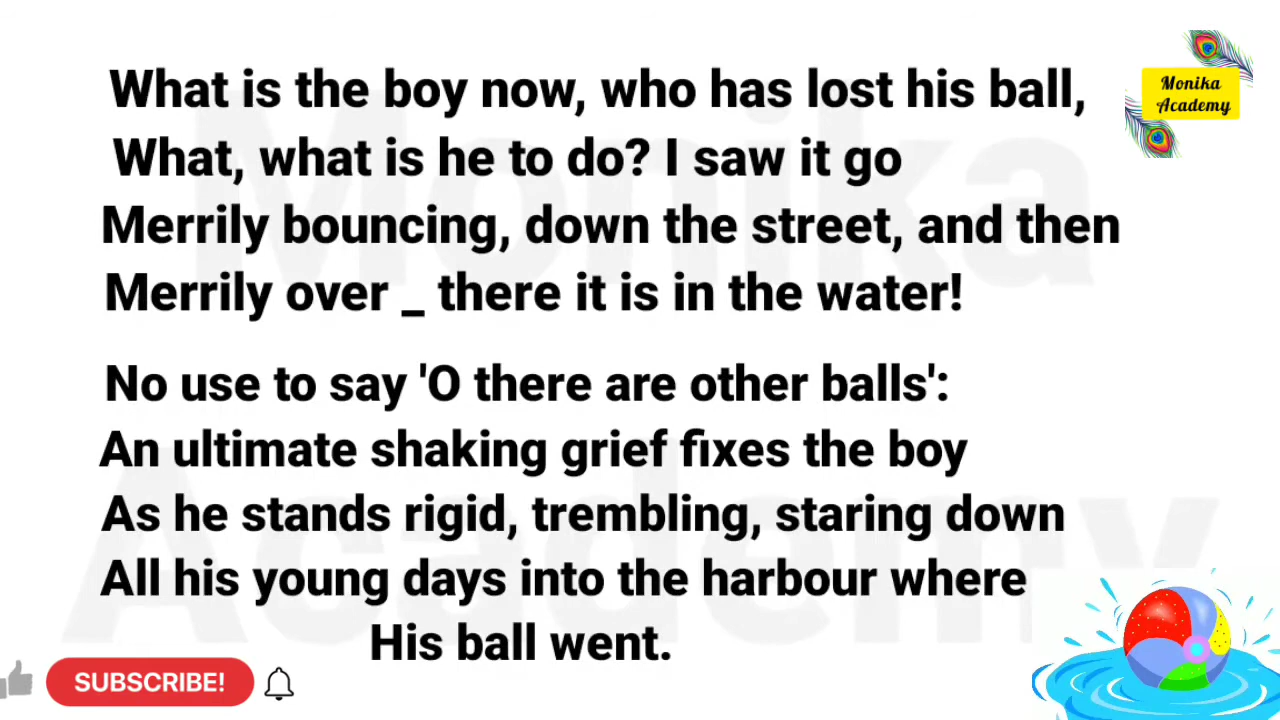 What is the boy now, who has lost his ball,
What, what is he to do? I saw it go
Merrily bouncing, down the street, and then
Merrily over _ there it is in the water!
No use to say 'O there are other balls':
An ultimate shaking grief fixes the boy
As he stands rigid, trembling, staring down
All his young days into the harbour where
His ball went.
Monika
Academy
Monika
Academy
SUBSCRIBE!